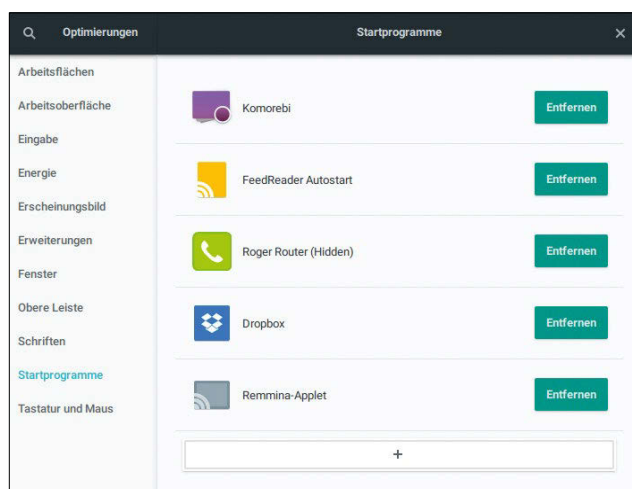 Optimierungen
Startprogramme
Arbeitsflächen
Arbeitsoberfläche
Eingabe
Energie
Erscheinungsbild
Erweiterungen
Fenster
Obere Leiste
Schriften
Startprogramme
Tastatur und Maus
Komorebi
Entfernen
FeedReader Autostart
Entfernen
Roger Router (Hidden)
Entfernen
Dropbox
Entfernen
Remmina-Applet
Entfernen
+